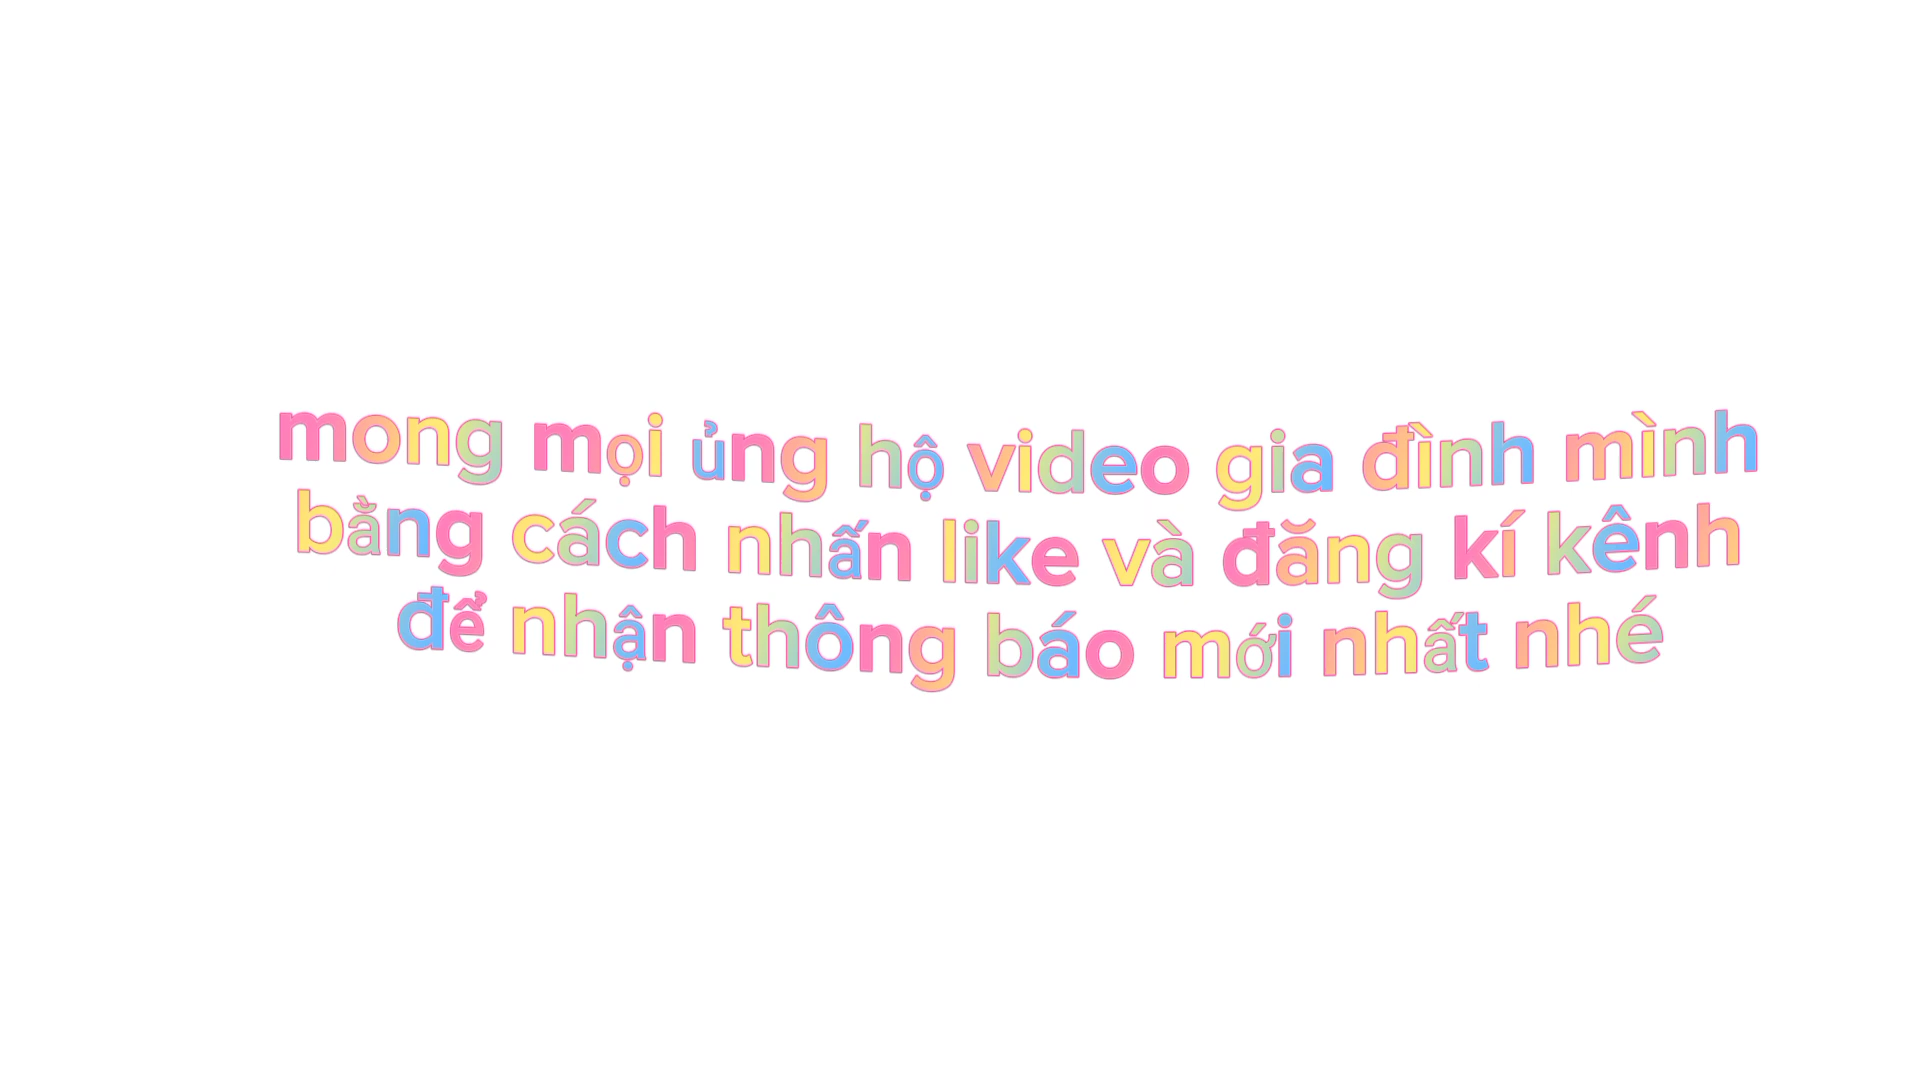 mong mọi ủng hộ video gia đình mình
bằng cách nhấn like và đăng kí kênh
để nhận thông báo mới nhất nhé